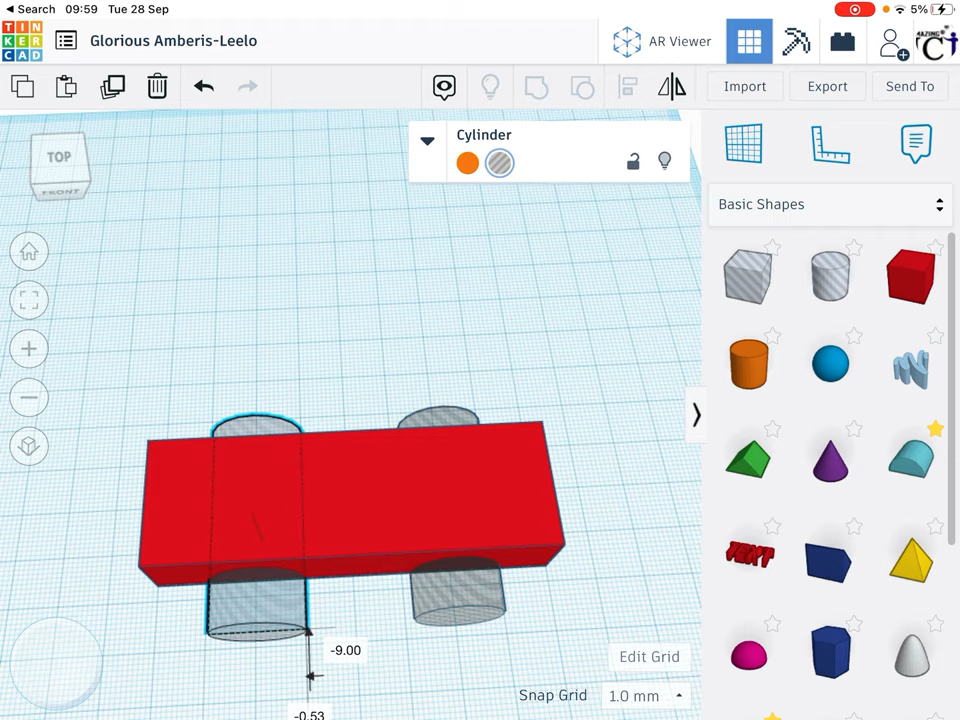 Search 09:59 Tue 28 Sep 5%
TIN
KER
CAD
Glorious Amberis-Leelo
AR Viewer
Import
Export
Send To
TOP
FRONT
Cylinder
Basic Shapes
TEXT
-9.00
-0.53
Edit Grid
Snap Grid 1.0 mm